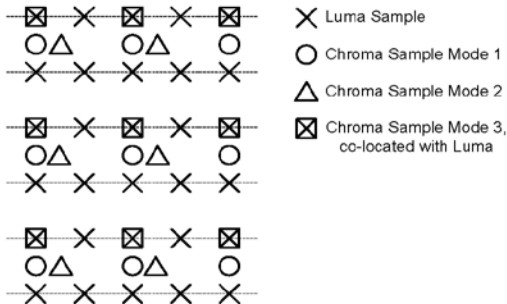 Luma Sample
Chroma Sample Mode 1
Chroma Sample Mode 2
Chroma Sample Mode 3,
co-located with Luma